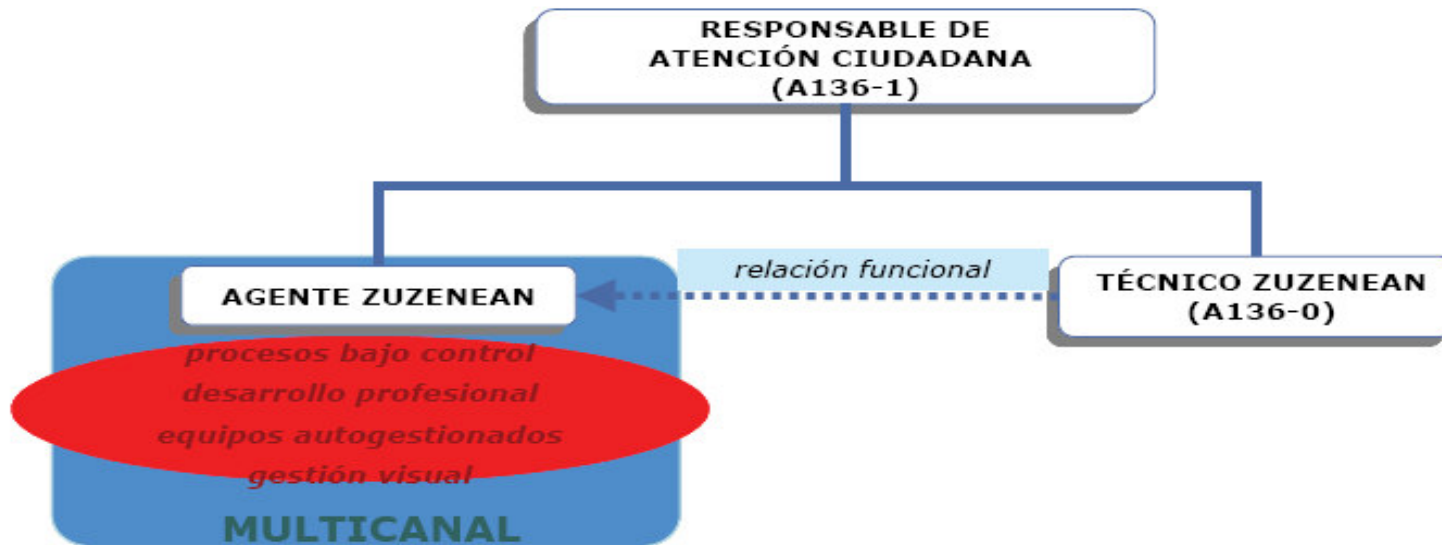 RESPONSABLE DE
ATENCIÓN CIUDADANA
(A136-1)
relación funcional
AGENTE ZUZENEAN
TÉCNICO ZUZENEAN
(A136-0)
procesos bajo control
desarrollo profesional
equipos autogestionados
gestión visual
MULTICANAL